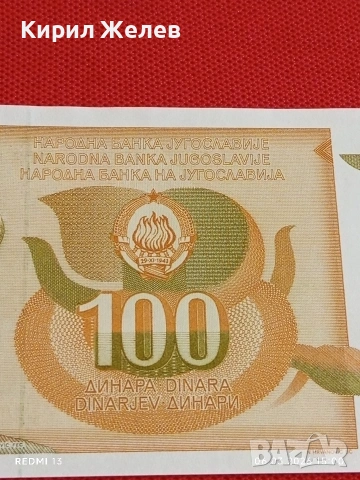 Кирил Желев
НАРОДНА БАНКА ЈУГОСЛАВИЈЕ
NARODNA BANKA JUGOSLAVIJE
НАРОДНА БАНКА НА ЈУГОСЛАВИЈА
29·XI·1943
100
ДИНАРА·DINARA
DINARJEV·ДИНАРИ
REDMI 13
bazar